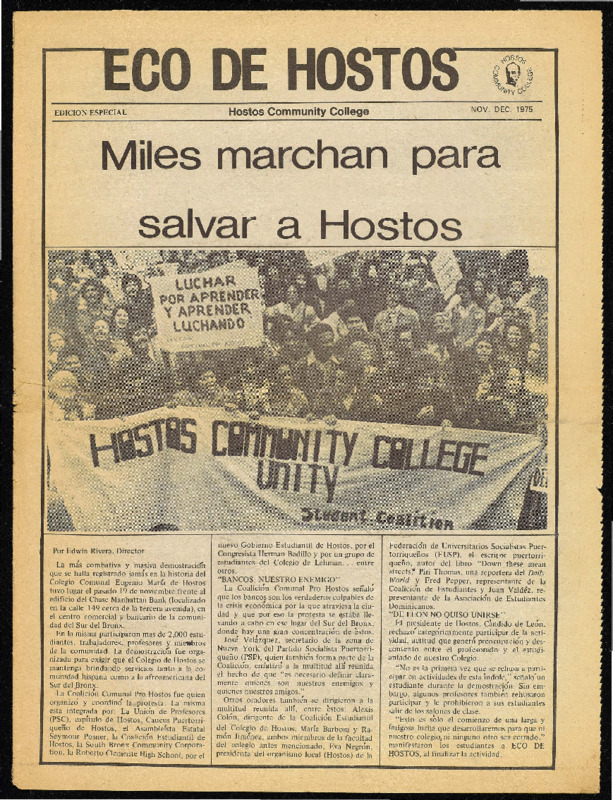 ECO DE HOSTOS
HOSTOS COMMUNITY COLLEGE
EDICION ESPECIAL
Hostos Community College
NOV. DEC. 1975
Miles marchan para
salvar a Hostos
LUCHAR
POR APRENDER
Y APRENDER
LUCHANDO
HOSTOS COMMUNITY COLLEGE
UNITY
Student Coalition
Por Edwin Rivera, Director
La más combativa y masiva demostración
que se halla registrado jamás en la historia del
Colegio Comunal Eugenio María de Hostos
tuvo lugar el pasado 19 de noviembre frente al
edificio del Chase Manhattan Bank (localizado
en la calle 149 cerca de la tercera avenida), en
el centro comercial y bancario de la comuni-
dad del Sur del Bronx.
En la misma participaron mas de 2,000 estu-
diantes, trabajadores, profesores y miembros
de la comunidad. La demostración fue orga-
nizada para exigir que el Colegio de Hostos se
mantenga brindando servicios tanto a la co-
munidad hispana como a la afroamericana del
Sur del Bronx.
La Coalición Comunal Pro Hostos fue quien
organizó y coordinó la protesta. La misma
esta integrada por: La Unión de Profesores
(PSC), capítulo de Hostos, Caucus Puertorri-
queño de Hostos, el Asambleista Estatal
Seymour Posner, la Coalición Estudiantil de
Hostos, la South Bronx Community Corpora-
tion, la Roberto Clemente High School, por el
nuevo Gobierno Estudiantil de Hostos, por el
Congresista Herman Badillo y por un grupo de
estudiantes del Colegio de Lehman. . . entre
otros.
"BANCOS: NUESTRO ENEMIGO"
La Coalición Comunal Pro Hostos señaló
que los bancos son los verdaderos culpables de
la crisis económica por la que atraviesa la ciu-
dad y que por eso la protesta se estaba lle-
vando a cabo en ese lugar del Sur del Bronx,
donde hay una gran concentración de éstos.
José Velázquez, secretario de la zona de
Nueva York del Partido Socialista Puertorri-
queño (PSP), quien también forma parte de la
Coalición, enfatizó a la multitud allí reunida
el hecho de que "es necesario definir clara-
mente quiénes son nuestros enemigos y
quiénes nuestros amigos."
Otros oradores también se dirigieron a la
multitud reunida allí, entre éstos: Alexis
Colón, dirigente de la Coalición Estudiantil
del Colegio de Hostos, María Barbosa y Ra-
món Jiménez, ambos miembros de la facultad
del colegio antes mencionado, Eva Negrón,
presidenta del organismo local (Hostos) de la
Federación de Universitarios Socialistas Puer-
torriqueños (FUSP), el escritor puertorri-
queño, autor del libro "Down these mean
streets," Piri Thomas, una reportera del Daily
World y Fred Pepper, representante de la
Coalición de Estudiantes y Juan Valdéz, re-
presentante de la Asociación de Estudiantes
Dominicanos.
"DE LEON NO QUISO UNIRSE"
El presidente de Hostos, Cándido de León,
rechazó categóricamente participar de la acti-
vidad, actitud que generó preocupación y des-
contento entre el profesorado y el estudi-
antado de nuestro Colegio.
"No es la primera vez que se rehusa a parti-
cipar en actividades de esta índole," señaló un
estudiante durante la demostración. Sin em-
bargo, algunos profesores también rehusaron
participar y le prohibieron a sus estudiantes
salir de los salones de clase.
"Esto es sólo el comienzo de una larga y
fatigosa lucha que desarrollaremos para que ni
nuestro colegio, ni ninguno otro sea cerrado,"
manifestaron los estudiantes a ECO DE
HOSTOS, al finalizar la actividad.